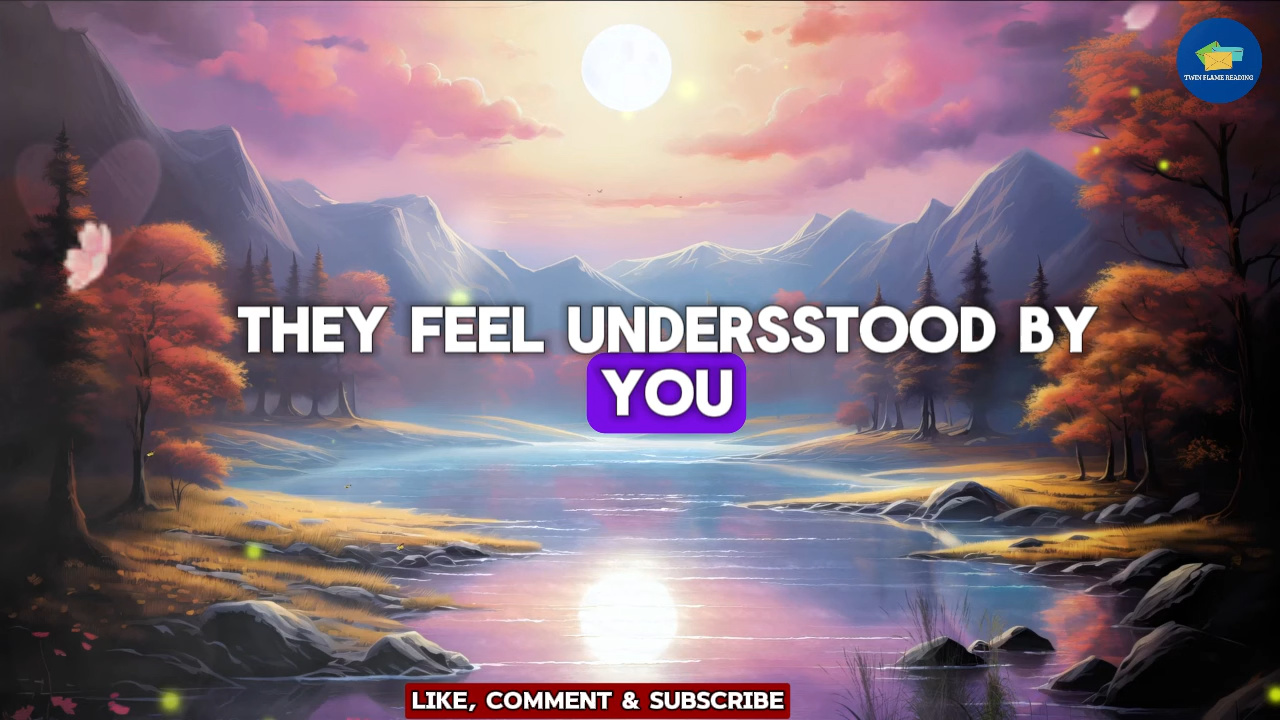 TWIN FLAME READING
THEY FEEL UNDERSSTOOD BY
YOU
LIKE, COMMENT & SUBSCRIBE